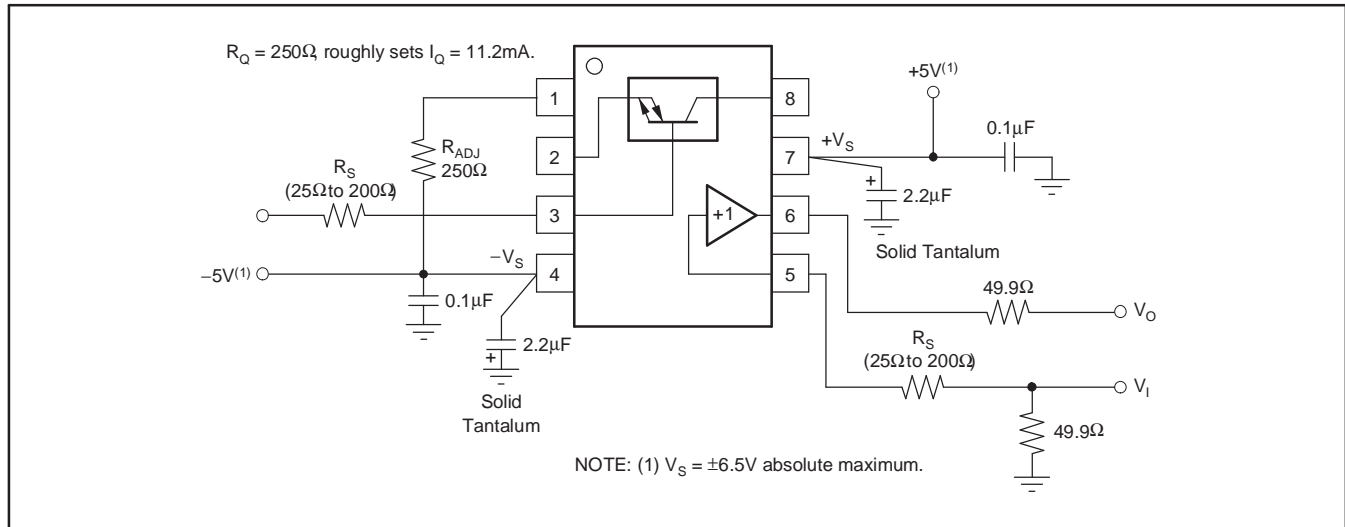 R_Q = 250Ω, roughly sets I_Q = 11.2mA.
+5V(1)
1
8
0.1µF
R_ADJ
250Ω
2
+V_S
7
R_S
(25Ω to 200Ω)
+
2.2µF
3
+1
6
Solid Tantalum
–V_S
–5V(1)
4
5
0.1µF
49.9Ω
V_O
2.2µF
+
R_S
(25Ω to 200Ω)
Solid
Tantalum
V_I
49.9Ω
NOTE: (1) V_S = ±6.5V absolute maximum.